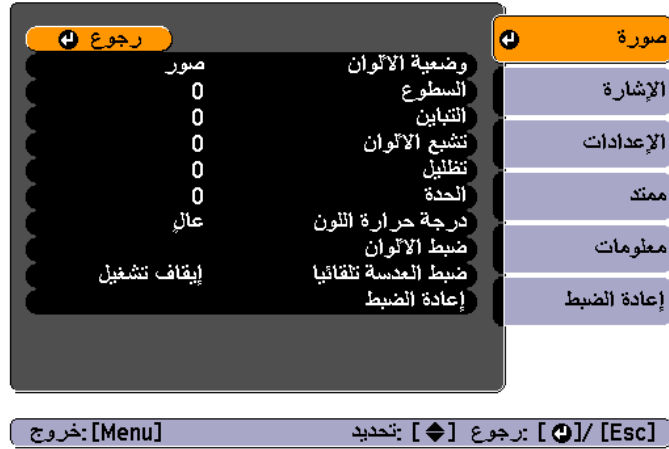 صورة
الإشارة
الإعدادات
ممتد
معلومات
إعادة الضبط
رجوع
وضعية الألوان صور
السطوع 0
التباين 0
تشبع الألوان 0
تظليل 0
الحدة 0
درجة حرارة اللون عالٍ
ضبط الألوان
ضبط العدسة تلقائيا إيقاف تشغيل
إعادة الضبط
[Esc] /[ ] :رجوع [ ] :تحديد [Menu] :خروج